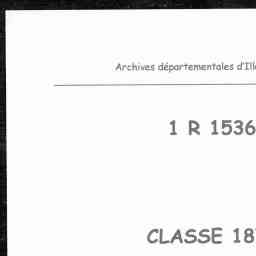 Archives départementales d'Ill
1 R 1536
CLASSE 18